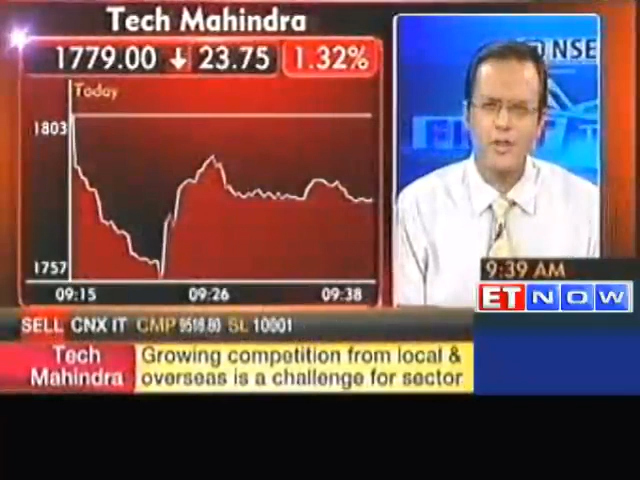 Tech Mahindra
1779.00 ↓ 23.75 1.32%
Today
1803
1757
09:15 09:26 09:38
NSE
9:39 AM
ET NOW
SELL CNX IT CMP 9516.80 SL 10001
Tech Mahindra
Growing competition from local &
overseas is a challenge for sector